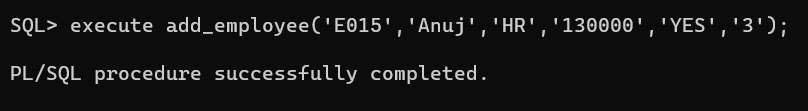 SQL> execute add_employee('E015','Anuj','HR','130000','YES','3');
PL/SQL procedure successfully completed.